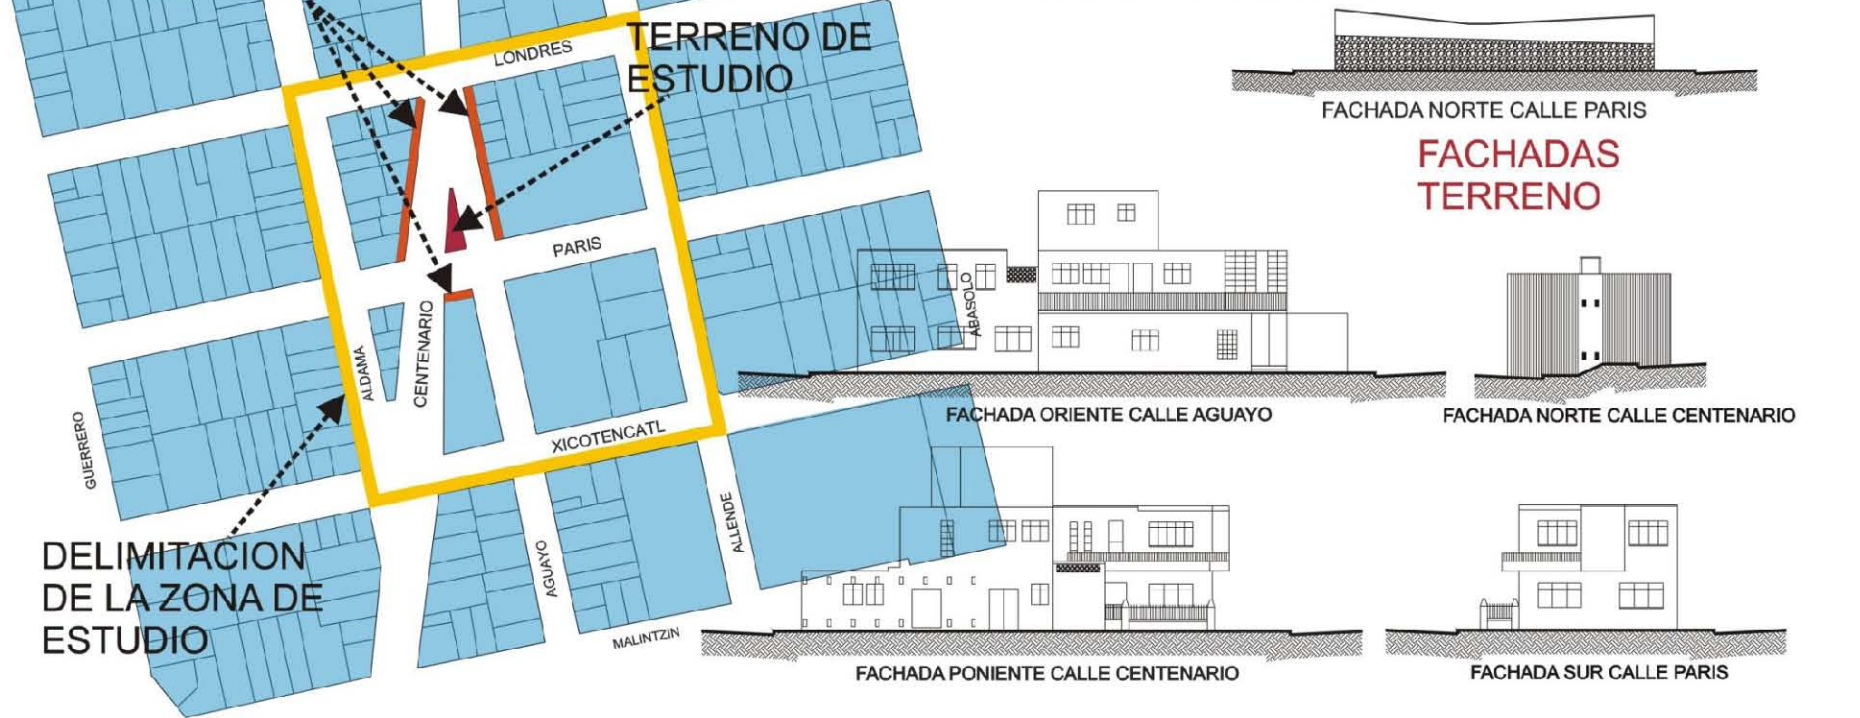 LONDRES
TERRENO DE
ESTUDIO
PARIS
CENTENARIO
ALDAMA
GUERRERO
XICOTENCATL
ABASOLO
ALLENDE
AGUAYO
MALINTZIN
DELIMITACION
DE LA ZONA DE
ESTUDIO
FACHADA NORTE CALLE PARIS
FACHADAS
TERRENO
FACHADA ORIENTE CALLE AGUAYO
FACHADA NORTE CALLE CENTENARIO
FACHADA PONIENTE CALLE CENTENARIO
FACHADA SUR CALLE PARIS